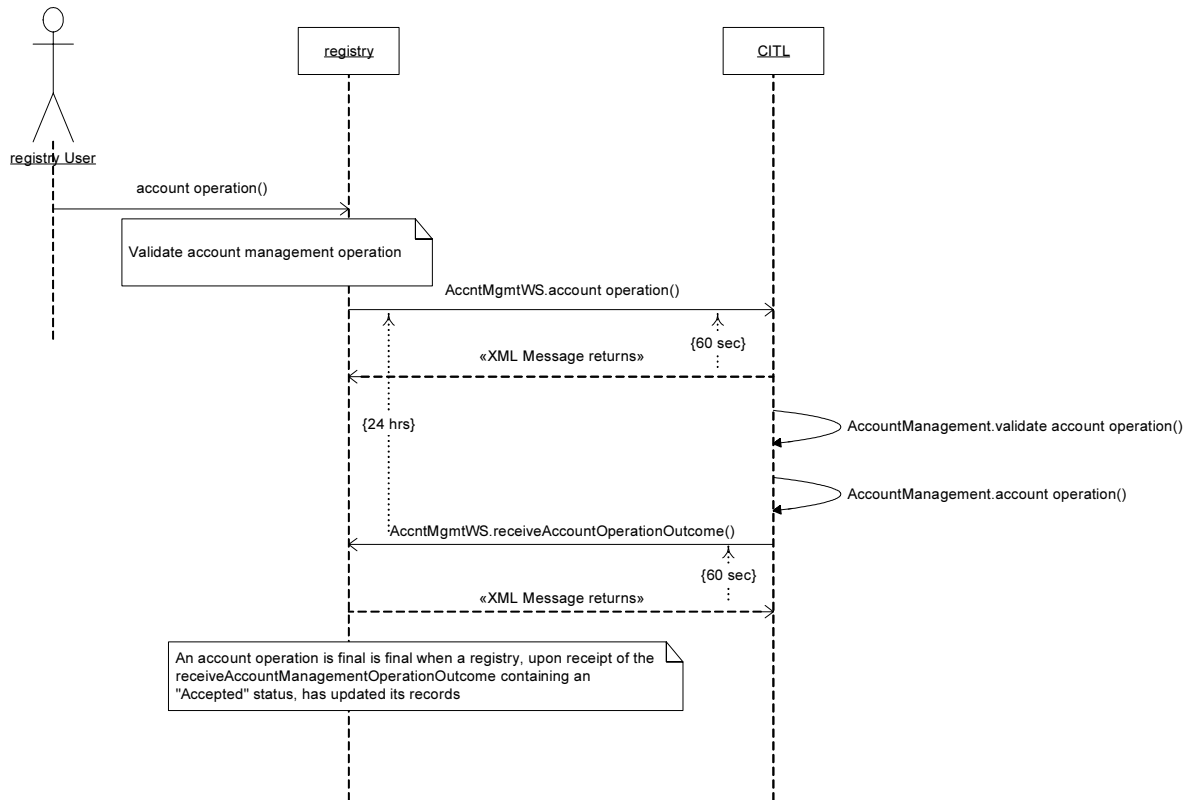 registry
CITL
registry User
account operation()
Validate account management operation
AccntMgmtWS.account operation()
{60 sec}
«XML Message returns»
{24 hrs}
AccountManagement.validate account operation()
AccountManagement.account operation()
AccntMgmtWS.receiveAccountOperationOutcome()
{60 sec}
«XML Message returns»
An account operation is final is final when a registry, upon receipt of the
receiveAccountManagementOperationOutcome containing an
"Accepted" status, has updated its records